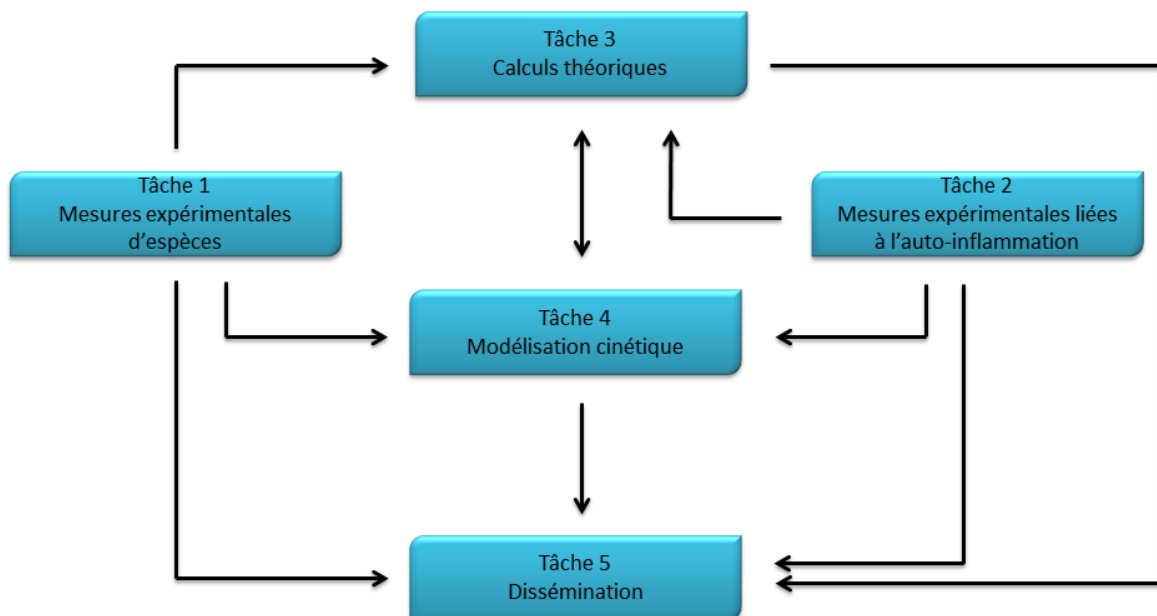 Tâche 3
Calculs théoriques
Tâche 1
Mesures expérimentales
d'espèces
Tâche 2
Mesures expérimentales liées
à l'auto-inflammation
Tâche 4
Modélisation cinétique
Tâche 5
Dissémination